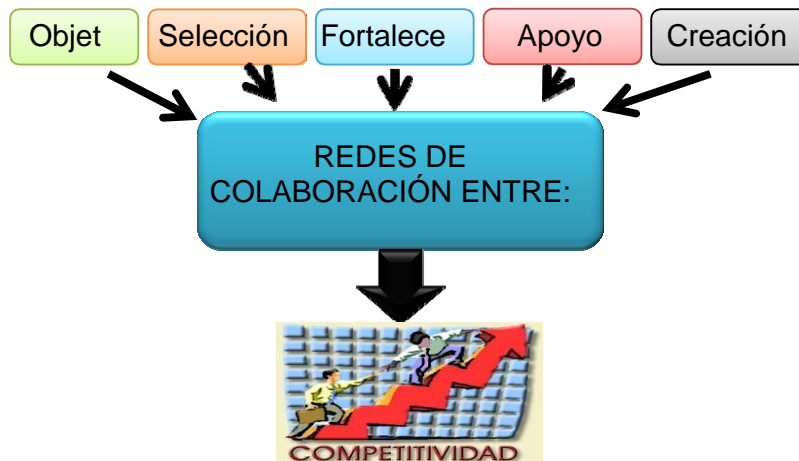 Objet
Selección
Fortalece
Apoyo
Creación
REDES DE
COLABORACIÓN ENTRE:
COMPETITIVIDAD